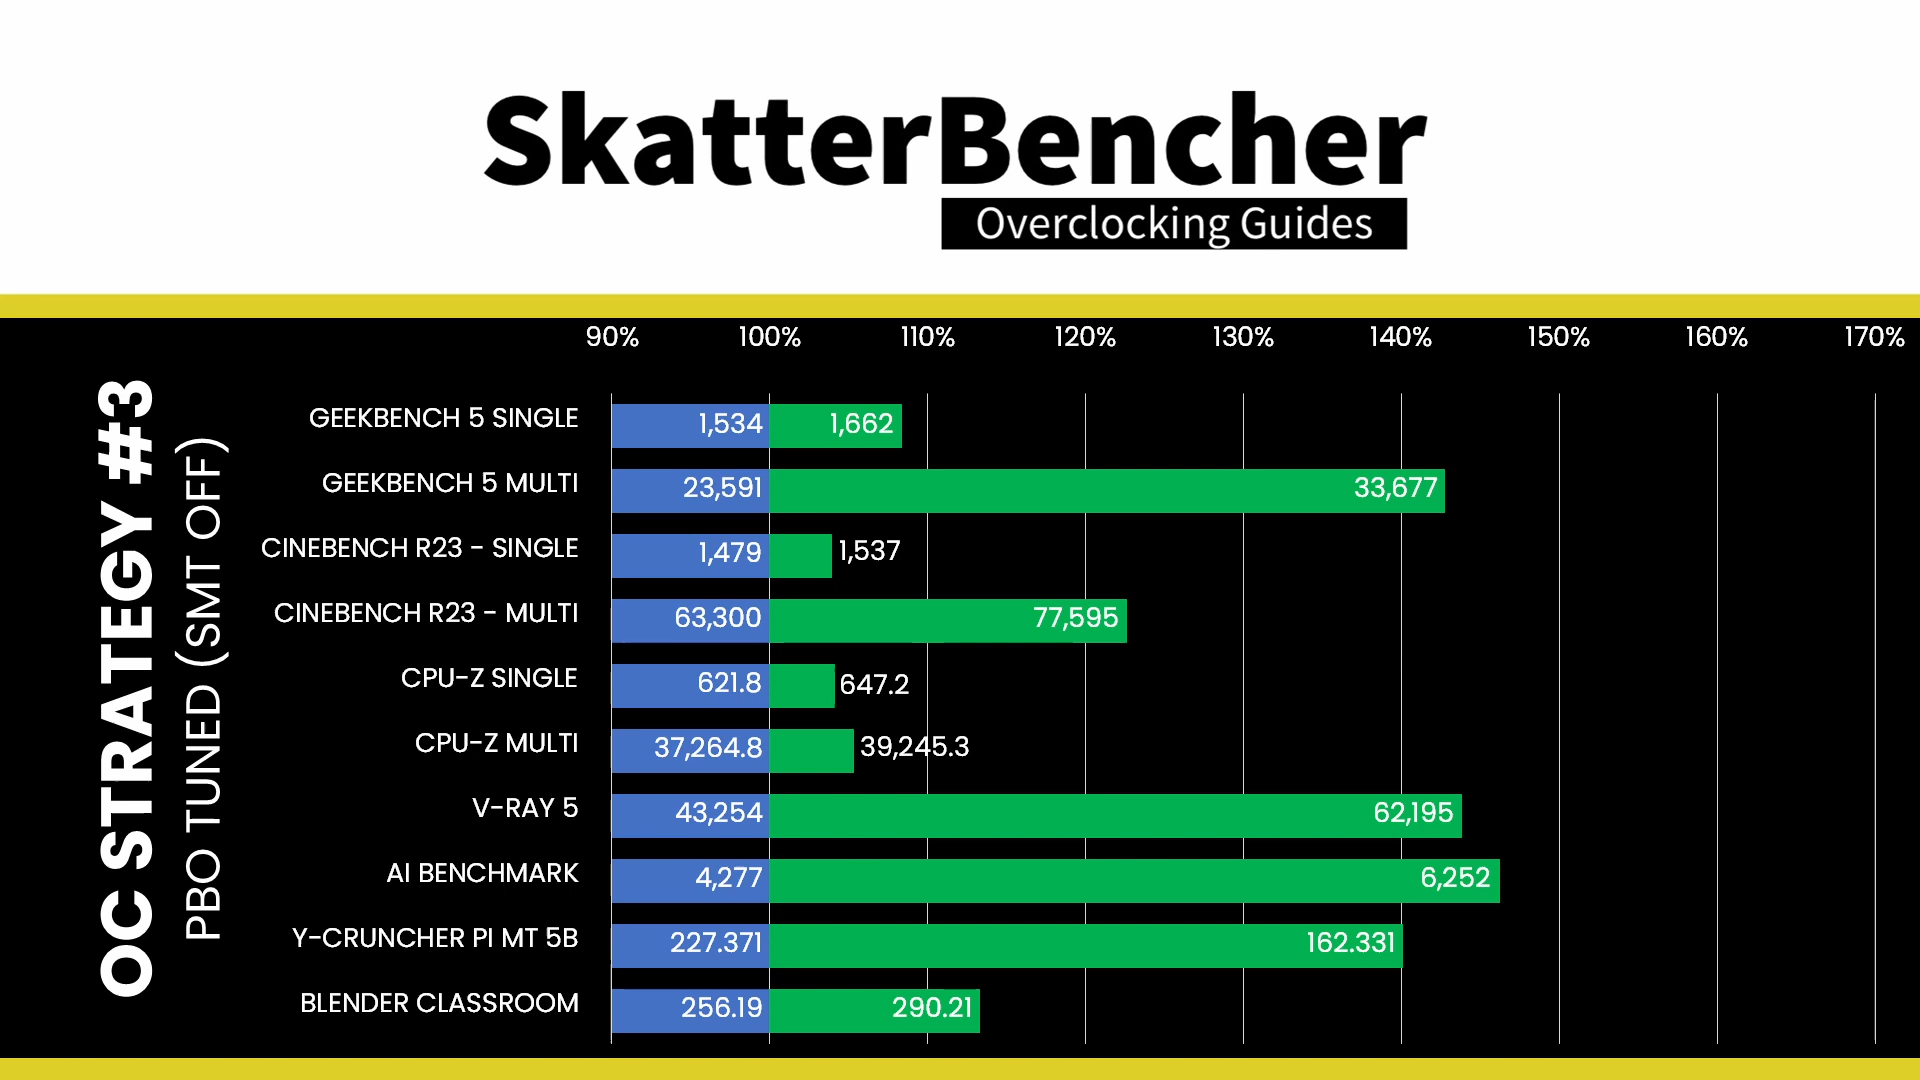 SkatterBencher
Overclocking Guides
90% 100% 110% 120% 130% 140% 150% 160% 170%
OC STRATEGY #3
PBO TUNED (SMT OFF)
GEEKBENCH 5 SINGLE 1,534 1,662
GEEKBENCH 5 MULTI 23,591 33,677
CINEBENCH R23 - SINGLE 1,479 1,537
CINEBENCH R23 - MULTI 63,300 77,595
CPU-Z SINGLE 621.8 647.2
CPU-Z MULTI 37,264.8 39,245.3
V-RAY 5 43,254 62,195
AI BENCHMARK 4,277 6,252
Y-CRUNCHER PI MT 5B 227.371 162.331
BLENDER CLASSROOM 256.19 290.21